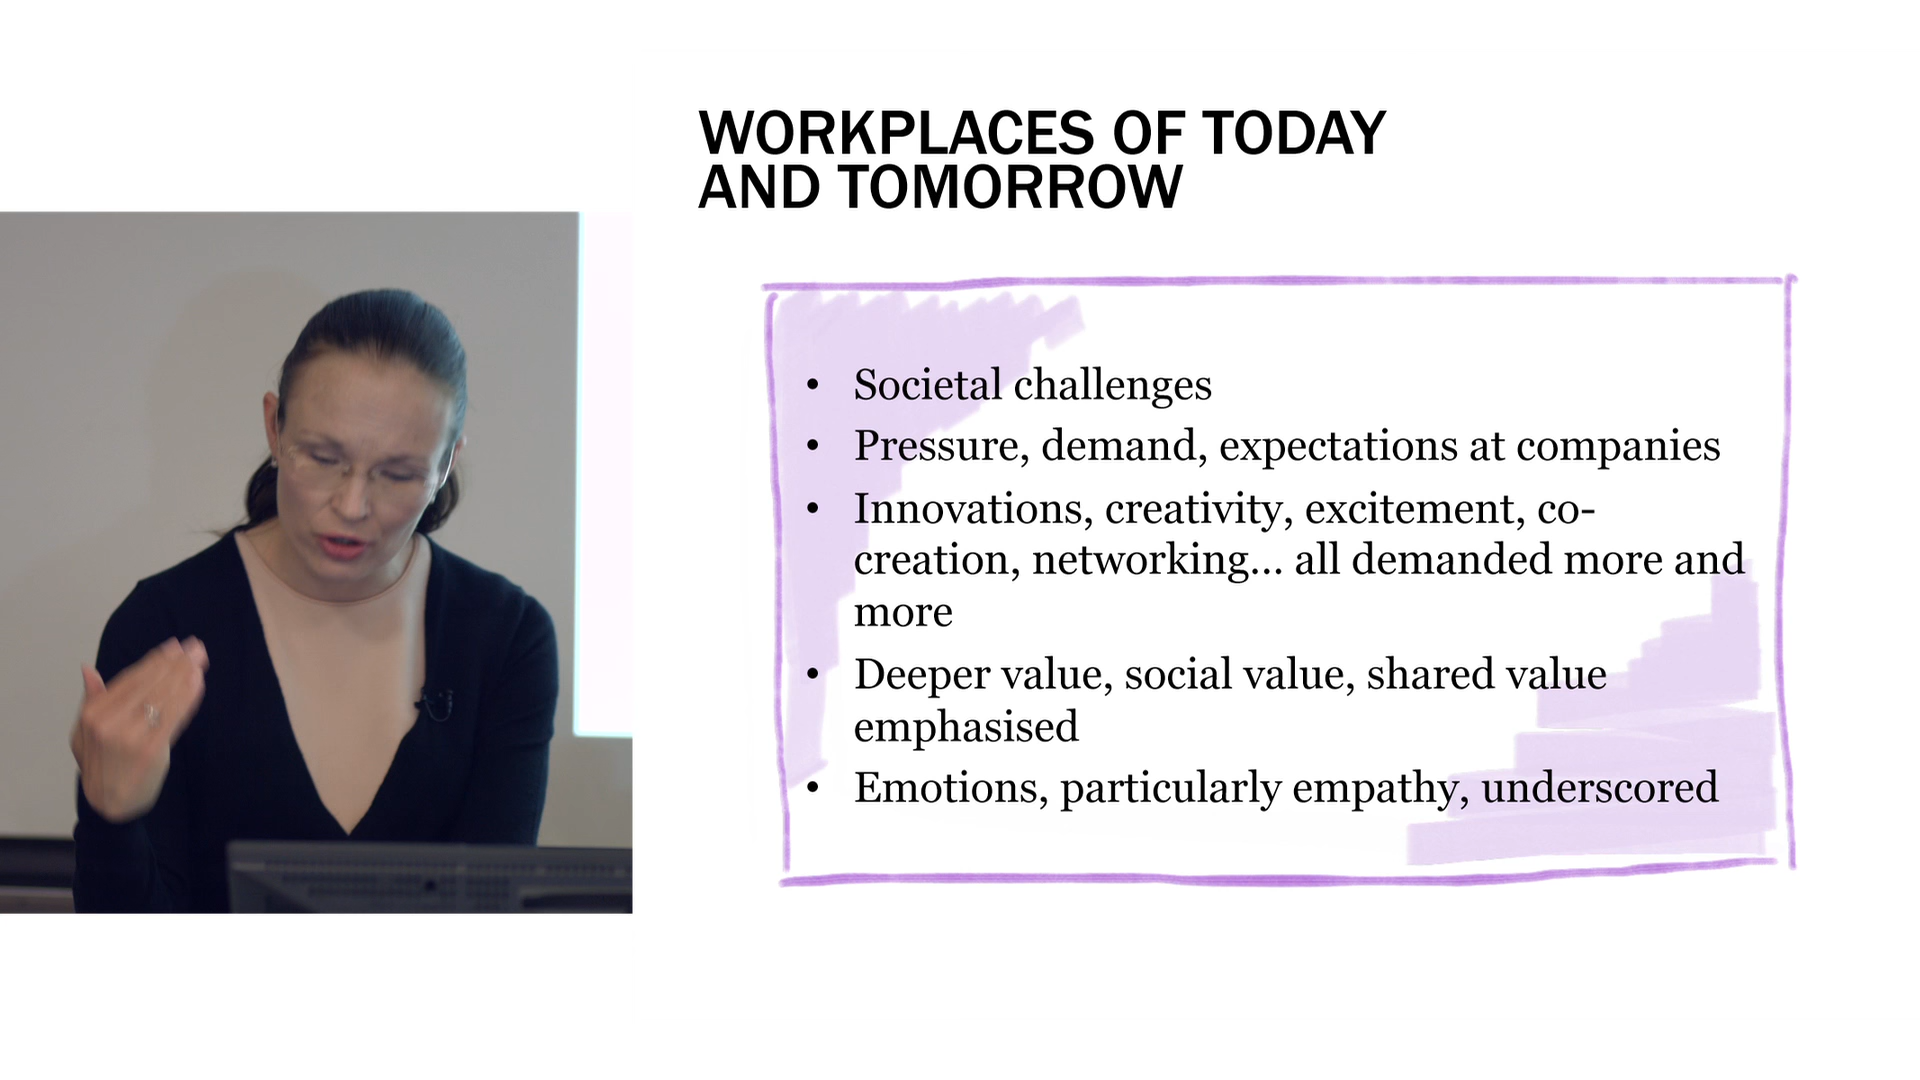 WORKPLACES OF TODAY
AND TOMORROW
• Societal challenges
• Pressure, demand, expectations at companies
• Innovations, creativity, excitement, co-
creation, networking... all demanded more and
more
• Deeper value, social value, shared value
emphasised
• Emotions, particularly empathy, underscored